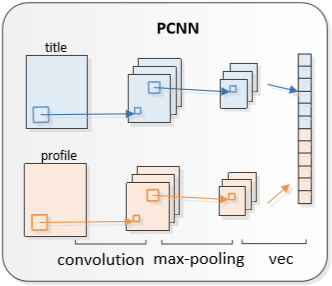 PCNN
title
profile
convolution max-pooling vec